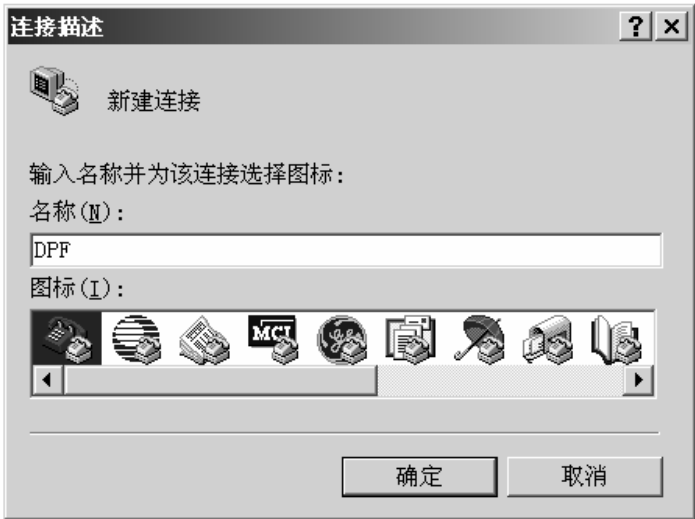 连接描述
新建连接
输入名称并为该连接选择图标:
名称(N):
DPF
图标(I):
MCI
确定
取消